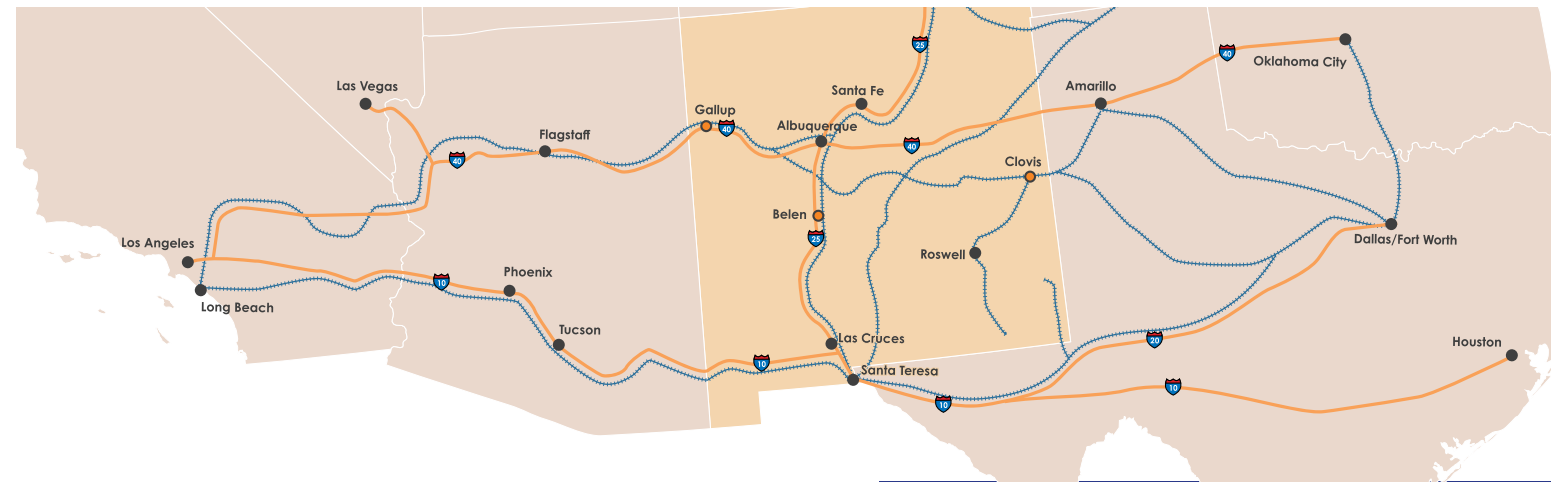 25
40
Oklahoma City
Las Vegas
Santa Fe
Amarillo
Gallup
40
Albuquerque
Flagstaff
40
40
Clovis
Belen
25
Los Angeles
Roswell
Dallas/Fort Worth
Phoenix
10
Long Beach
Tucson
Las Cruces
20
Houston
10
Santa Teresa
10
10